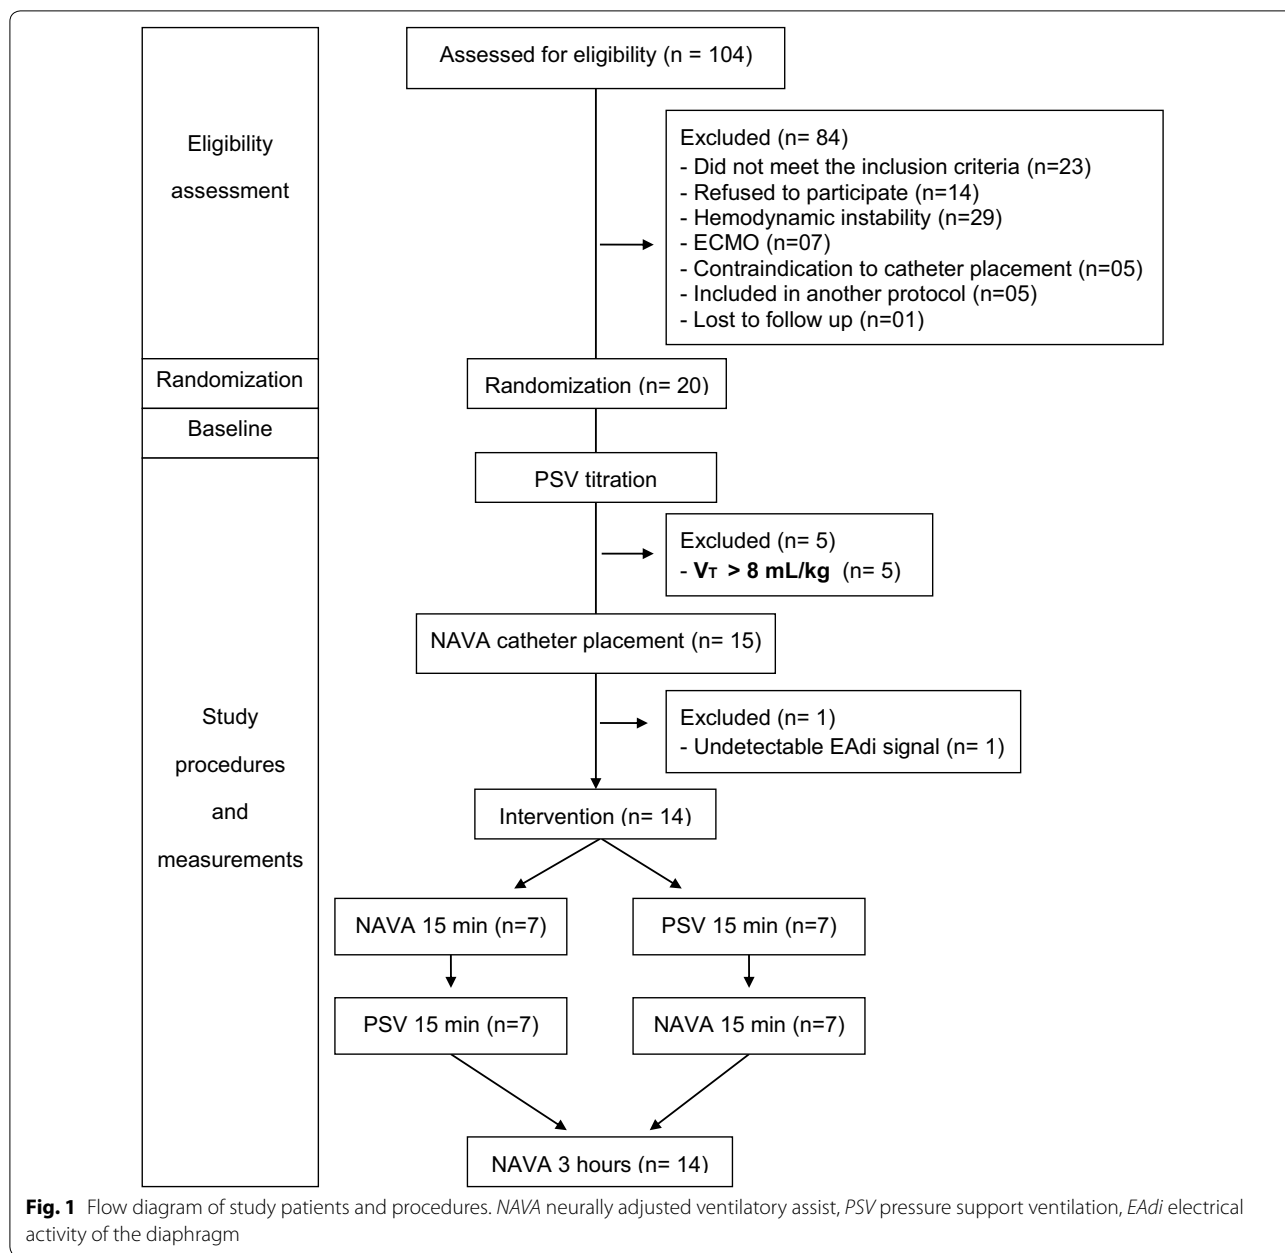 Assessed for eligibility (n = 104)
Eligibility
assessment
Excluded (n= 84)
- Did not meet the inclusion criteria (n=23)
- Refused to participate (n=14)
- Hemodynamic instability (n=29)
- ECMO (n=07)
- Contraindication to catheter placement (n=05)
- Included in another protocol (n=05)
- Lost to follow up (n=01)
Randomization
Randomization (n= 20)
Baseline
PSV titration
Excluded (n= 5)
- VT > 8 mL/kg (n= 5)
NAVA catheter placement (n= 15)
Study
procedures
and
measurements
Excluded (n= 1)
- Undetectable EAdi signal (n= 1)
Intervention (n= 14)
NAVA 15 min (n=7)
PSV 15 min (n=7)
PSV 15 min (n=7)
NAVA 15 min (n=7)
NAVA 3 hours (n= 14)
Fig. 1 Flow diagram of study patients and procedures. NAVA neurally adjusted ventilatory assist, PSV pressure support ventilation, EAdi electrical
activity of the diaphragm